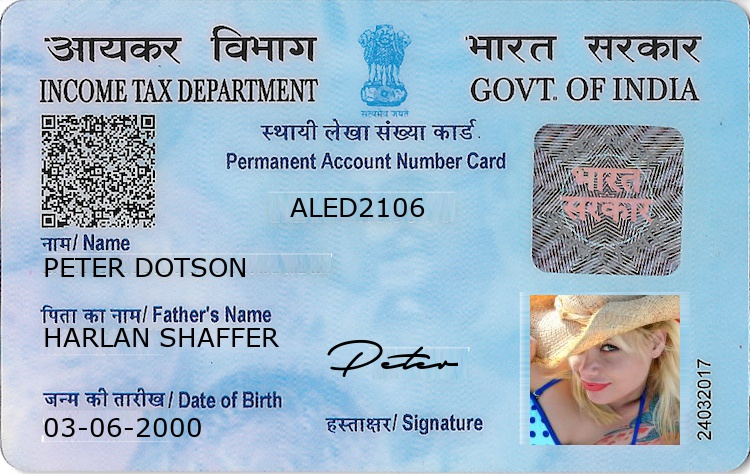 आयकर विभाग
INCOME TAX DEPARTMENT
सत्यमेव जयते
भारत सरकार
GOVT. OF INDIA
स्थायी लेखा संख्या कार्ड
Permanent Account Number Card
ALED2106
भारत
सरकार
नाम/ Name
PETER DOTSON
पिता का नाम/ Father's Name
HARLAN SHAFFER
Peter
जन्म की तारीख/ Date of Birth
03-06-2000
हस्ताक्षर/ Signature
24032017